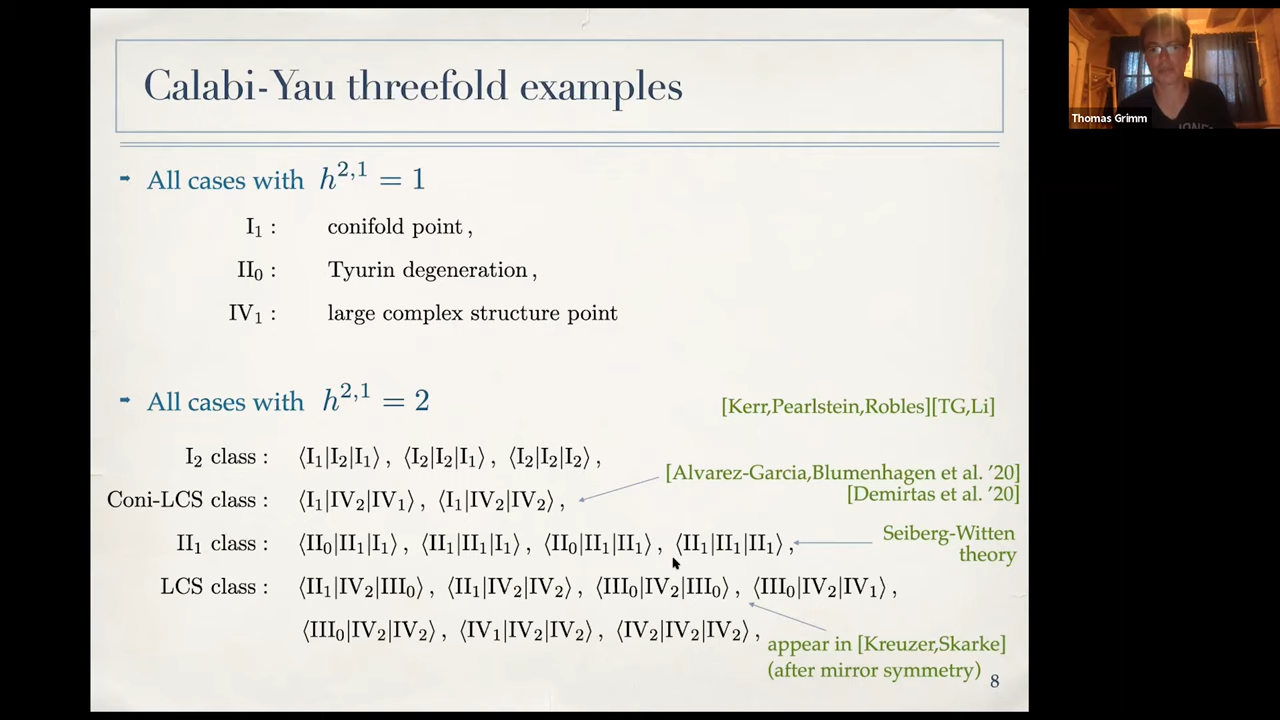 Calabi-Yau threefold examples
Thomas Grimm
➡ All cases with h^{2,1} = 1
I₁ : conifold point ,
II₀ : Tyurin degeneration ,
IV₁ : large complex structure point
➡ All cases with h^{2,1} = 2
[Kerr,Pearlstein,Robles][TG,Li]
I₂ class : ⟨I₁|I₂|I₁⟩ , ⟨I₂|I₂|I₁⟩ , ⟨I₂|I₂|I₂⟩ ,
[Alvarez-Garcia,Blumenhagen et al. '20]
[Demirtas et al. '20]
Coni-LCS class : ⟨I₁|IV₂|IV₁⟩ , ⟨I₁|IV₂|IV₂⟩ ,
II₁ class : ⟨II₀|II₁|I₁⟩ , ⟨II₁|II₁|I₁⟩ , ⟨II₀|II₁|II₁⟩ , ⟨II₁|II₁|II₁⟩ ,
Seiberg-Witten
theory
LCS class : ⟨II₁|IV₂|III₀⟩ , ⟨II₁|IV₂|IV₂⟩ , ⟨III₀|IV₂|III₀⟩ , ⟨III₀|IV₂|IV₁⟩ ,
⟨III₀|IV₂|IV₂⟩ , ⟨IV₁|IV₂|IV₂⟩ , ⟨IV₂|IV₂|IV₂⟩ ,
appear in [Kreuzer,Skarke]
(after mirror symmetry)
8